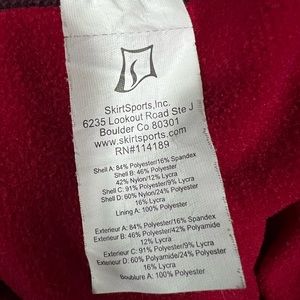 SkirtSports,Inc.
6235 Lookout Road Ste J
Boulder Co 80301
www.skirtsports.com
RN#114189
Shell A: 84% Polyester/16% Spandex
Shell B: 46% Polyester
42% Nylon/12% Lycra
Shell C: 91% Polyester/9% Lycra
Shell D: 60% Nylon/24% Polyester
16% Lycra
Lining A: 100% Polyester
Exterieur A: 84% Polyester/16% Spandex
Exterieur B: 46% Polyester/42% Polyamide
12% Lycra
Exterieur C: 91% Polyester/9% Lycra
Exterieur D: 60% Polyamide/24% Polyester
16% Lycra
Doublure A: 100% Polyester